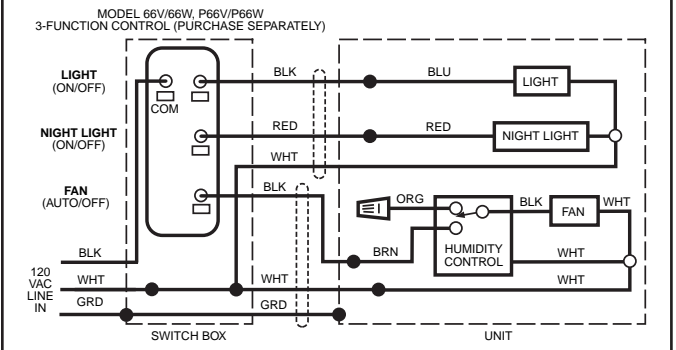 MODEL 66V/66W, P66V/P66W
3-FUNCTION CONTROL (PURCHASE SEPARATELY)
LIGHT
(ON/OFF)
COM
BLK
BLU
LIGHT
NIGHT LIGHT
(ON/OFF)
RED
RED
NIGHT LIGHT
WHT
FAN
(AUTO/OFF)
BLK
ORG
BLK
FAN
WHT
BRN
HUMIDITY
CONTROL
WHT
BLK
120
VAC
LINE
IN
WHT
WHT
WHT
GRD
GRD
SWITCH BOX
UNIT